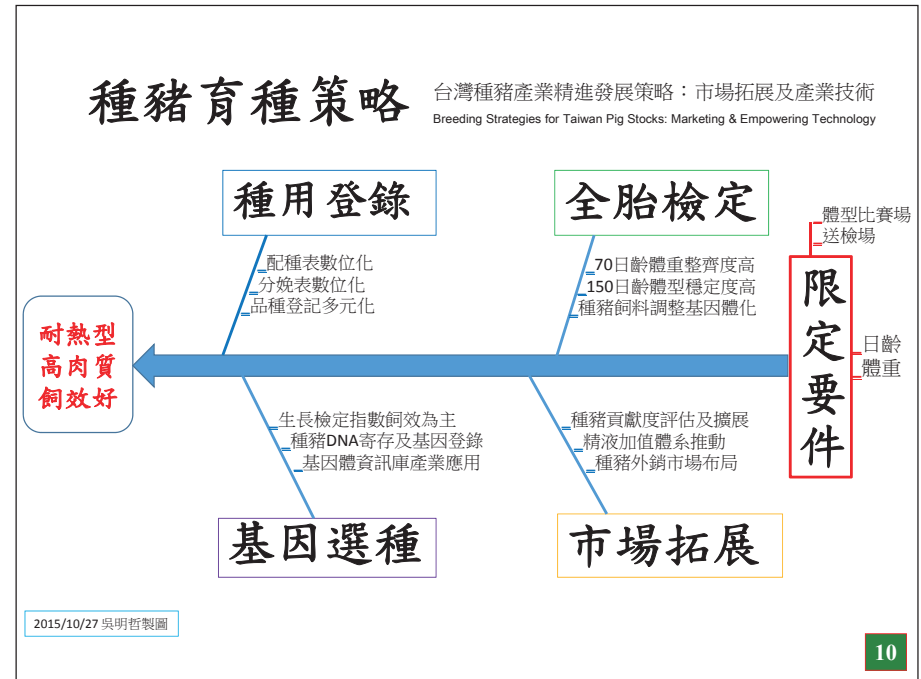 種豬育種策略
台灣種豬產業精進發展策略：市場拓展及產業技術
Breeding Strategies for Taiwan Pig Stocks: Marketing & Empowering Technology
種用登錄
配種表數位化
分娩表數位化
品種登記多元化
全胎檢定
70日齡體重整齊度高
150日齡體型穩定度高
種豬飼料調整基因體化
體型比賽場
送檢場
限定要件
日齡
體重
耐熱型
高肉質
飼效好
生長檢定指數飼效為主
種豬DNA寄存及基因登錄
基因體資訊庫產業應用
基因選種
種豬貢獻度評估及擴展
精液加值體系推動
種豬外銷市場布局
市場拓展
2015/10/27 吳明哲製圖
10